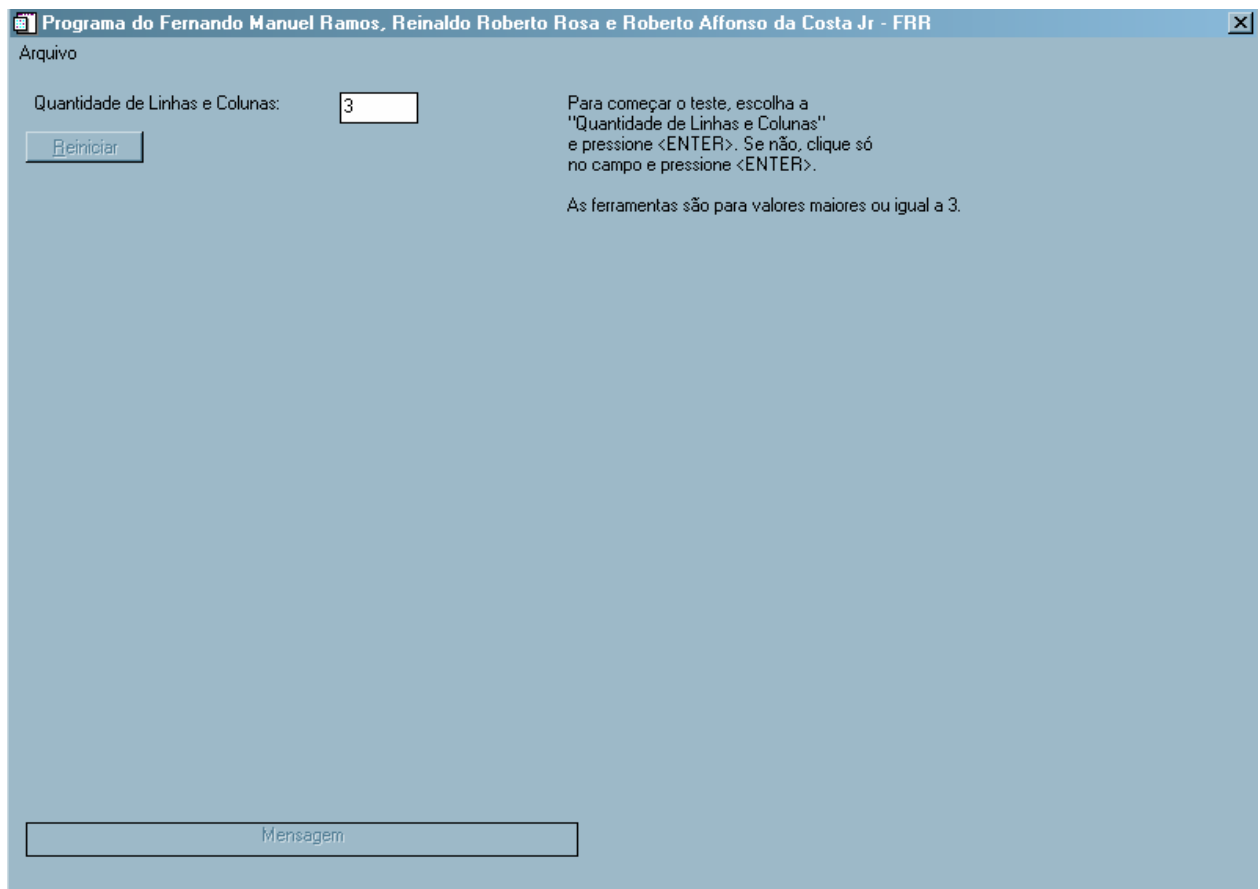 Programa do Fernando Manuel Ramos, Reinaldo Roberto Rosa e Roberto Affonso da Costa Jr - FRR
Arquivo
Quantidade de Linhas e Colunas:
3
Reiniciar
Para começar o teste, escolha a
"Quantidade de Linhas e Colunas"
e pressione <ENTER>. Se não, clique só
no campo e pressione <ENTER>.
As ferramentas são para valores maiores ou igual a 3.
Mensagem